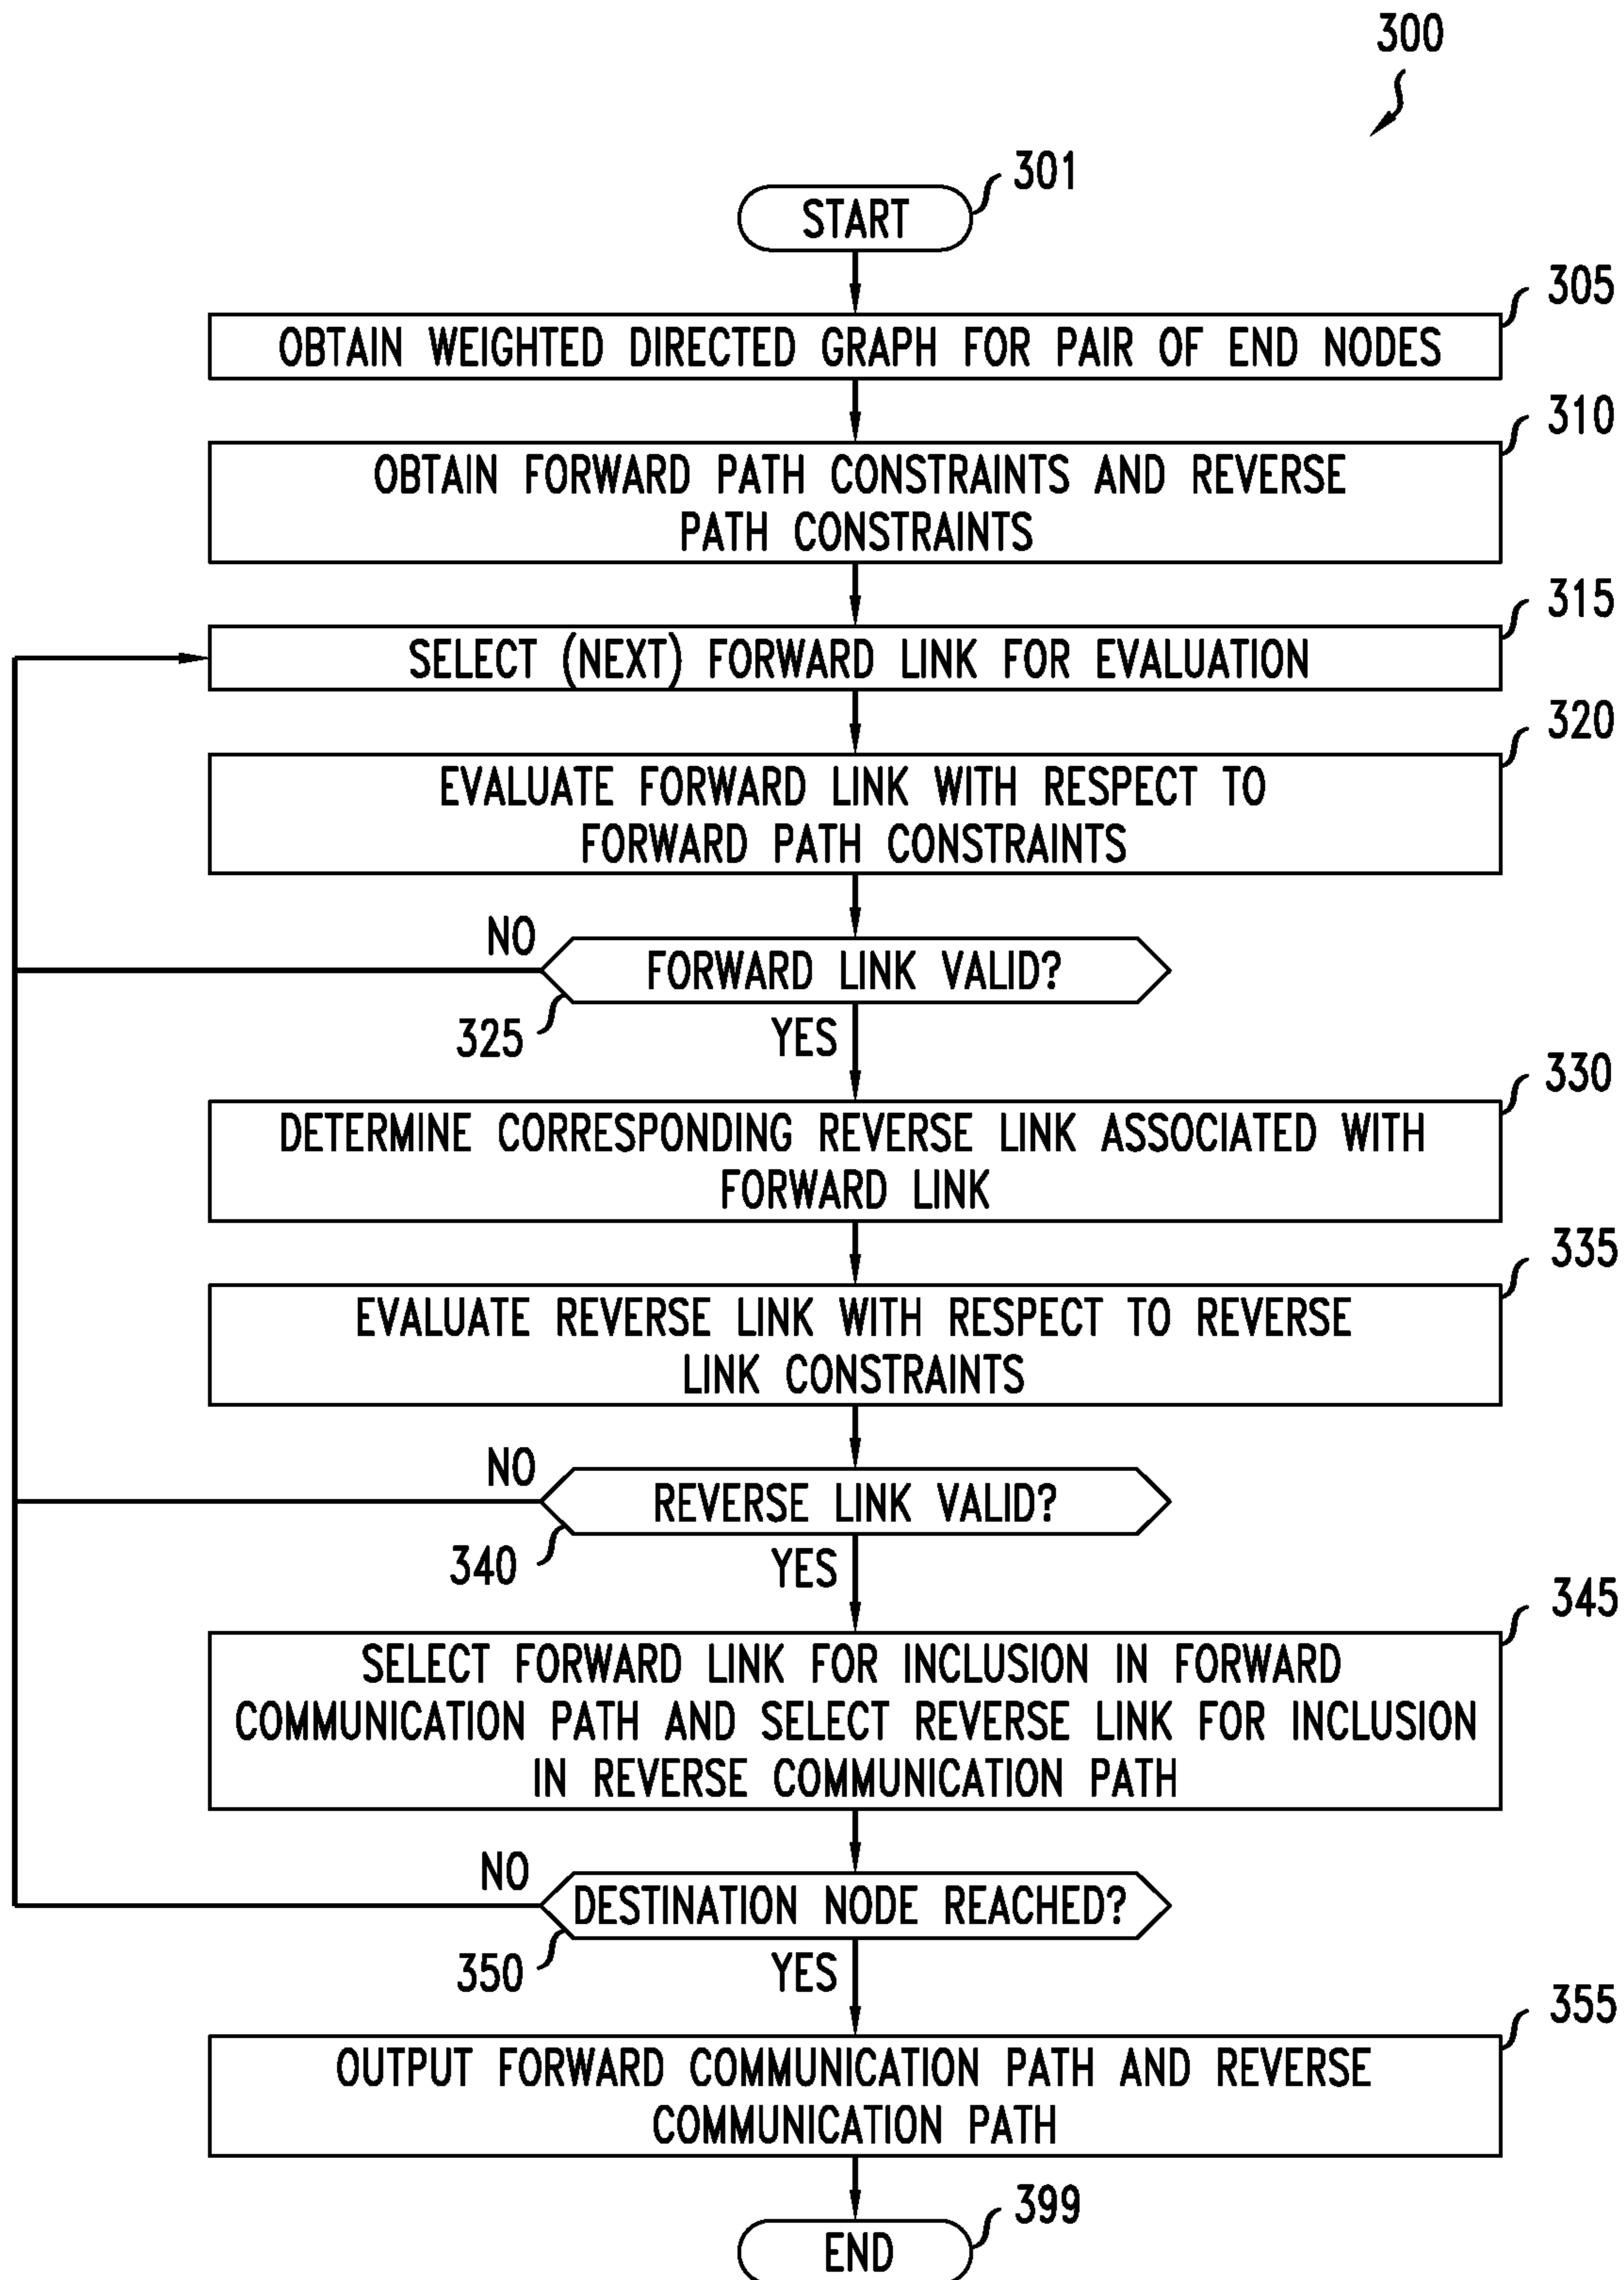 300
START
301
305
OBTAIN WEIGHTED DIRECTED GRAPH FOR PAIR OF END NODES
310
OBTAIN FORWARD PATH CONSTRAINTS AND REVERSE
PATH CONSTRAINTS
315
SELECT (NEXT) FORWARD LINK FOR EVALUATION
320
EVALUATE FORWARD LINK WITH RESPECT TO
FORWARD PATH CONSTRAINTS
NO
FORWARD LINK VALID?
325
YES
330
DETERMINE CORRESPONDING REVERSE LINK ASSOCIATED WITH
FORWARD LINK
335
EVALUATE REVERSE LINK WITH RESPECT TO REVERSE
LINK CONSTRAINTS
NO
REVERSE LINK VALID?
340
YES
345
SELECT FORWARD LINK FOR INCLUSION IN FORWARD
COMMUNICATION PATH AND SELECT REVERSE LINK FOR INCLUSION
IN REVERSE COMMUNICATION PATH
NO
DESTINATION NODE REACHED?
350
YES
355
OUTPUT FORWARD COMMUNICATION PATH AND REVERSE
COMMUNICATION PATH
399
END